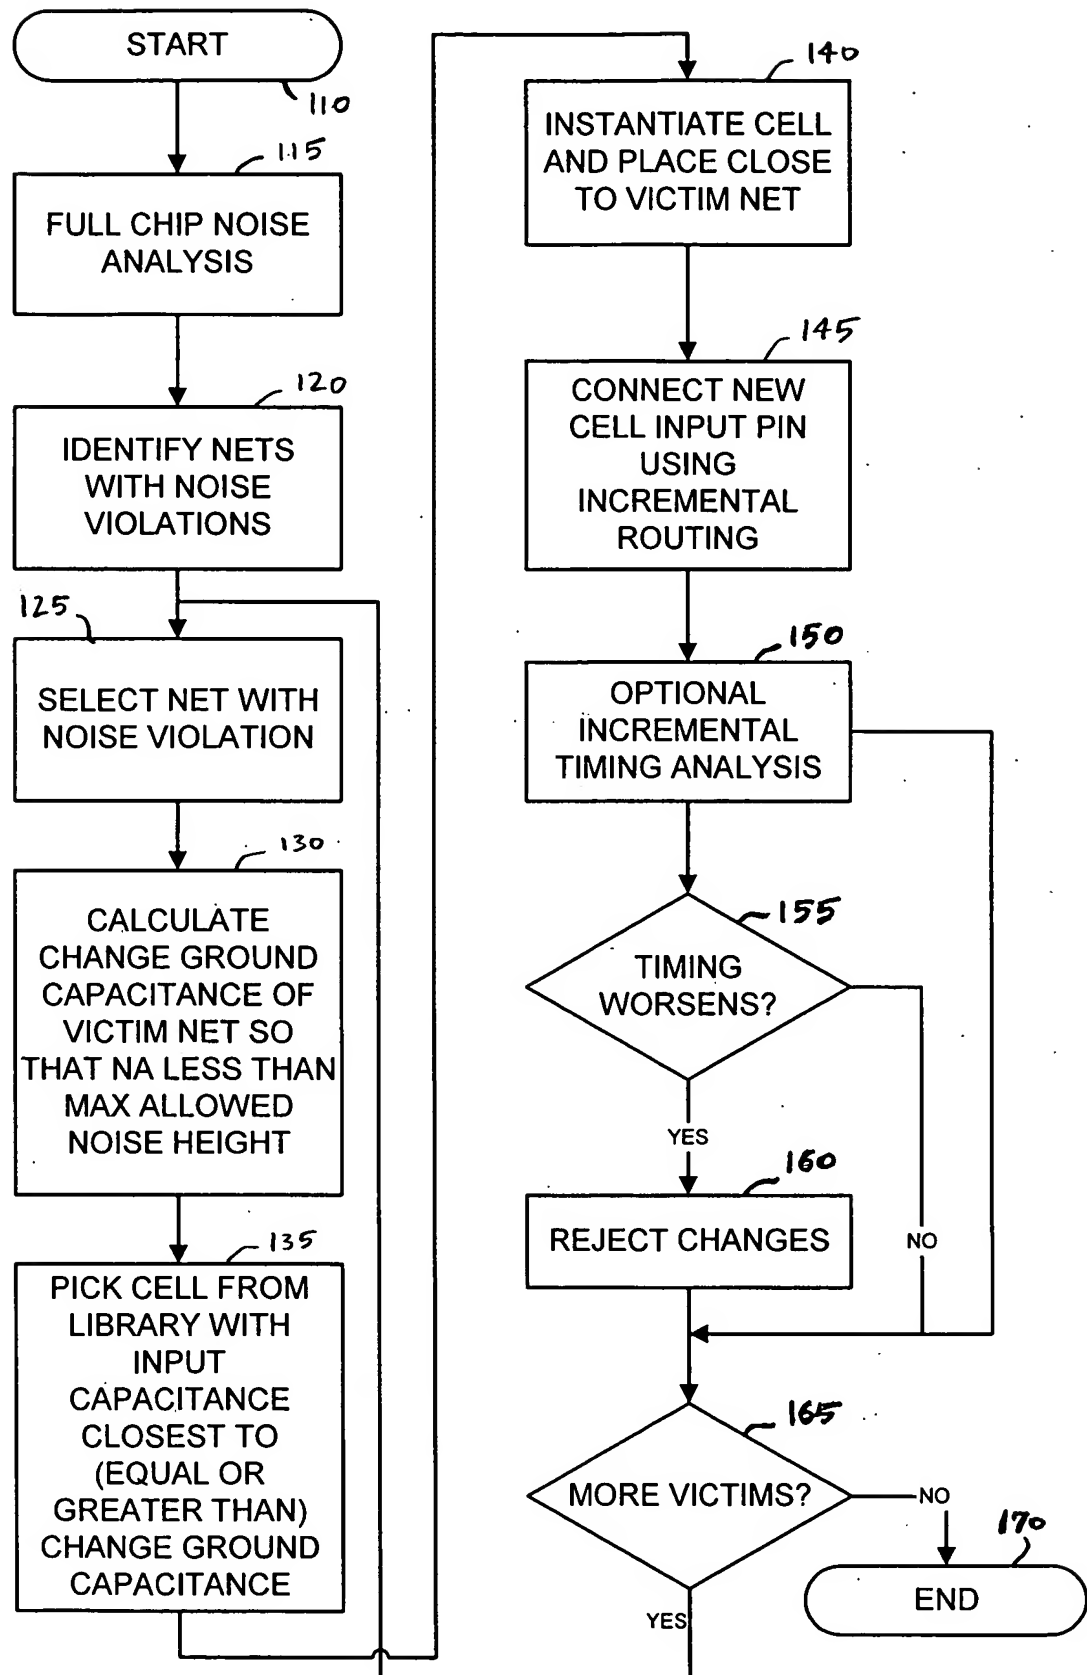 START
110
115
FULL CHIP NOISE
ANALYSIS
120
IDENTIFY NETS
WITH NOISE
VIOLATIONS
125
SELECT NET WITH
NOISE VIOLATION
130
CALCULATE
CHANGE GROUND
CAPACITANCE OF
VICTIM NET SO
THAT NA LESS THAN
MAX ALLOWED
NOISE HEIGHT
135
PICK CELL FROM
LIBRARY WITH
INPUT
CAPACITANCE
CLOSEST TO
(EQUAL OR
GREATER THAN)
CHANGE GROUND
CAPACITANCE
140
INSTANTIATE CELL
AND PLACE CLOSE
TO VICTIM NET
145
CONNECT NEW
CELL INPUT PIN
USING
INCREMENTAL
ROUTING
150
OPTIONAL
INCREMENTAL
TIMING ANALYSIS
155
TIMING
WORSENS?
YES
160
REJECT CHANGES
NO
165
MORE VICTIMS?
NO
170
END
YES